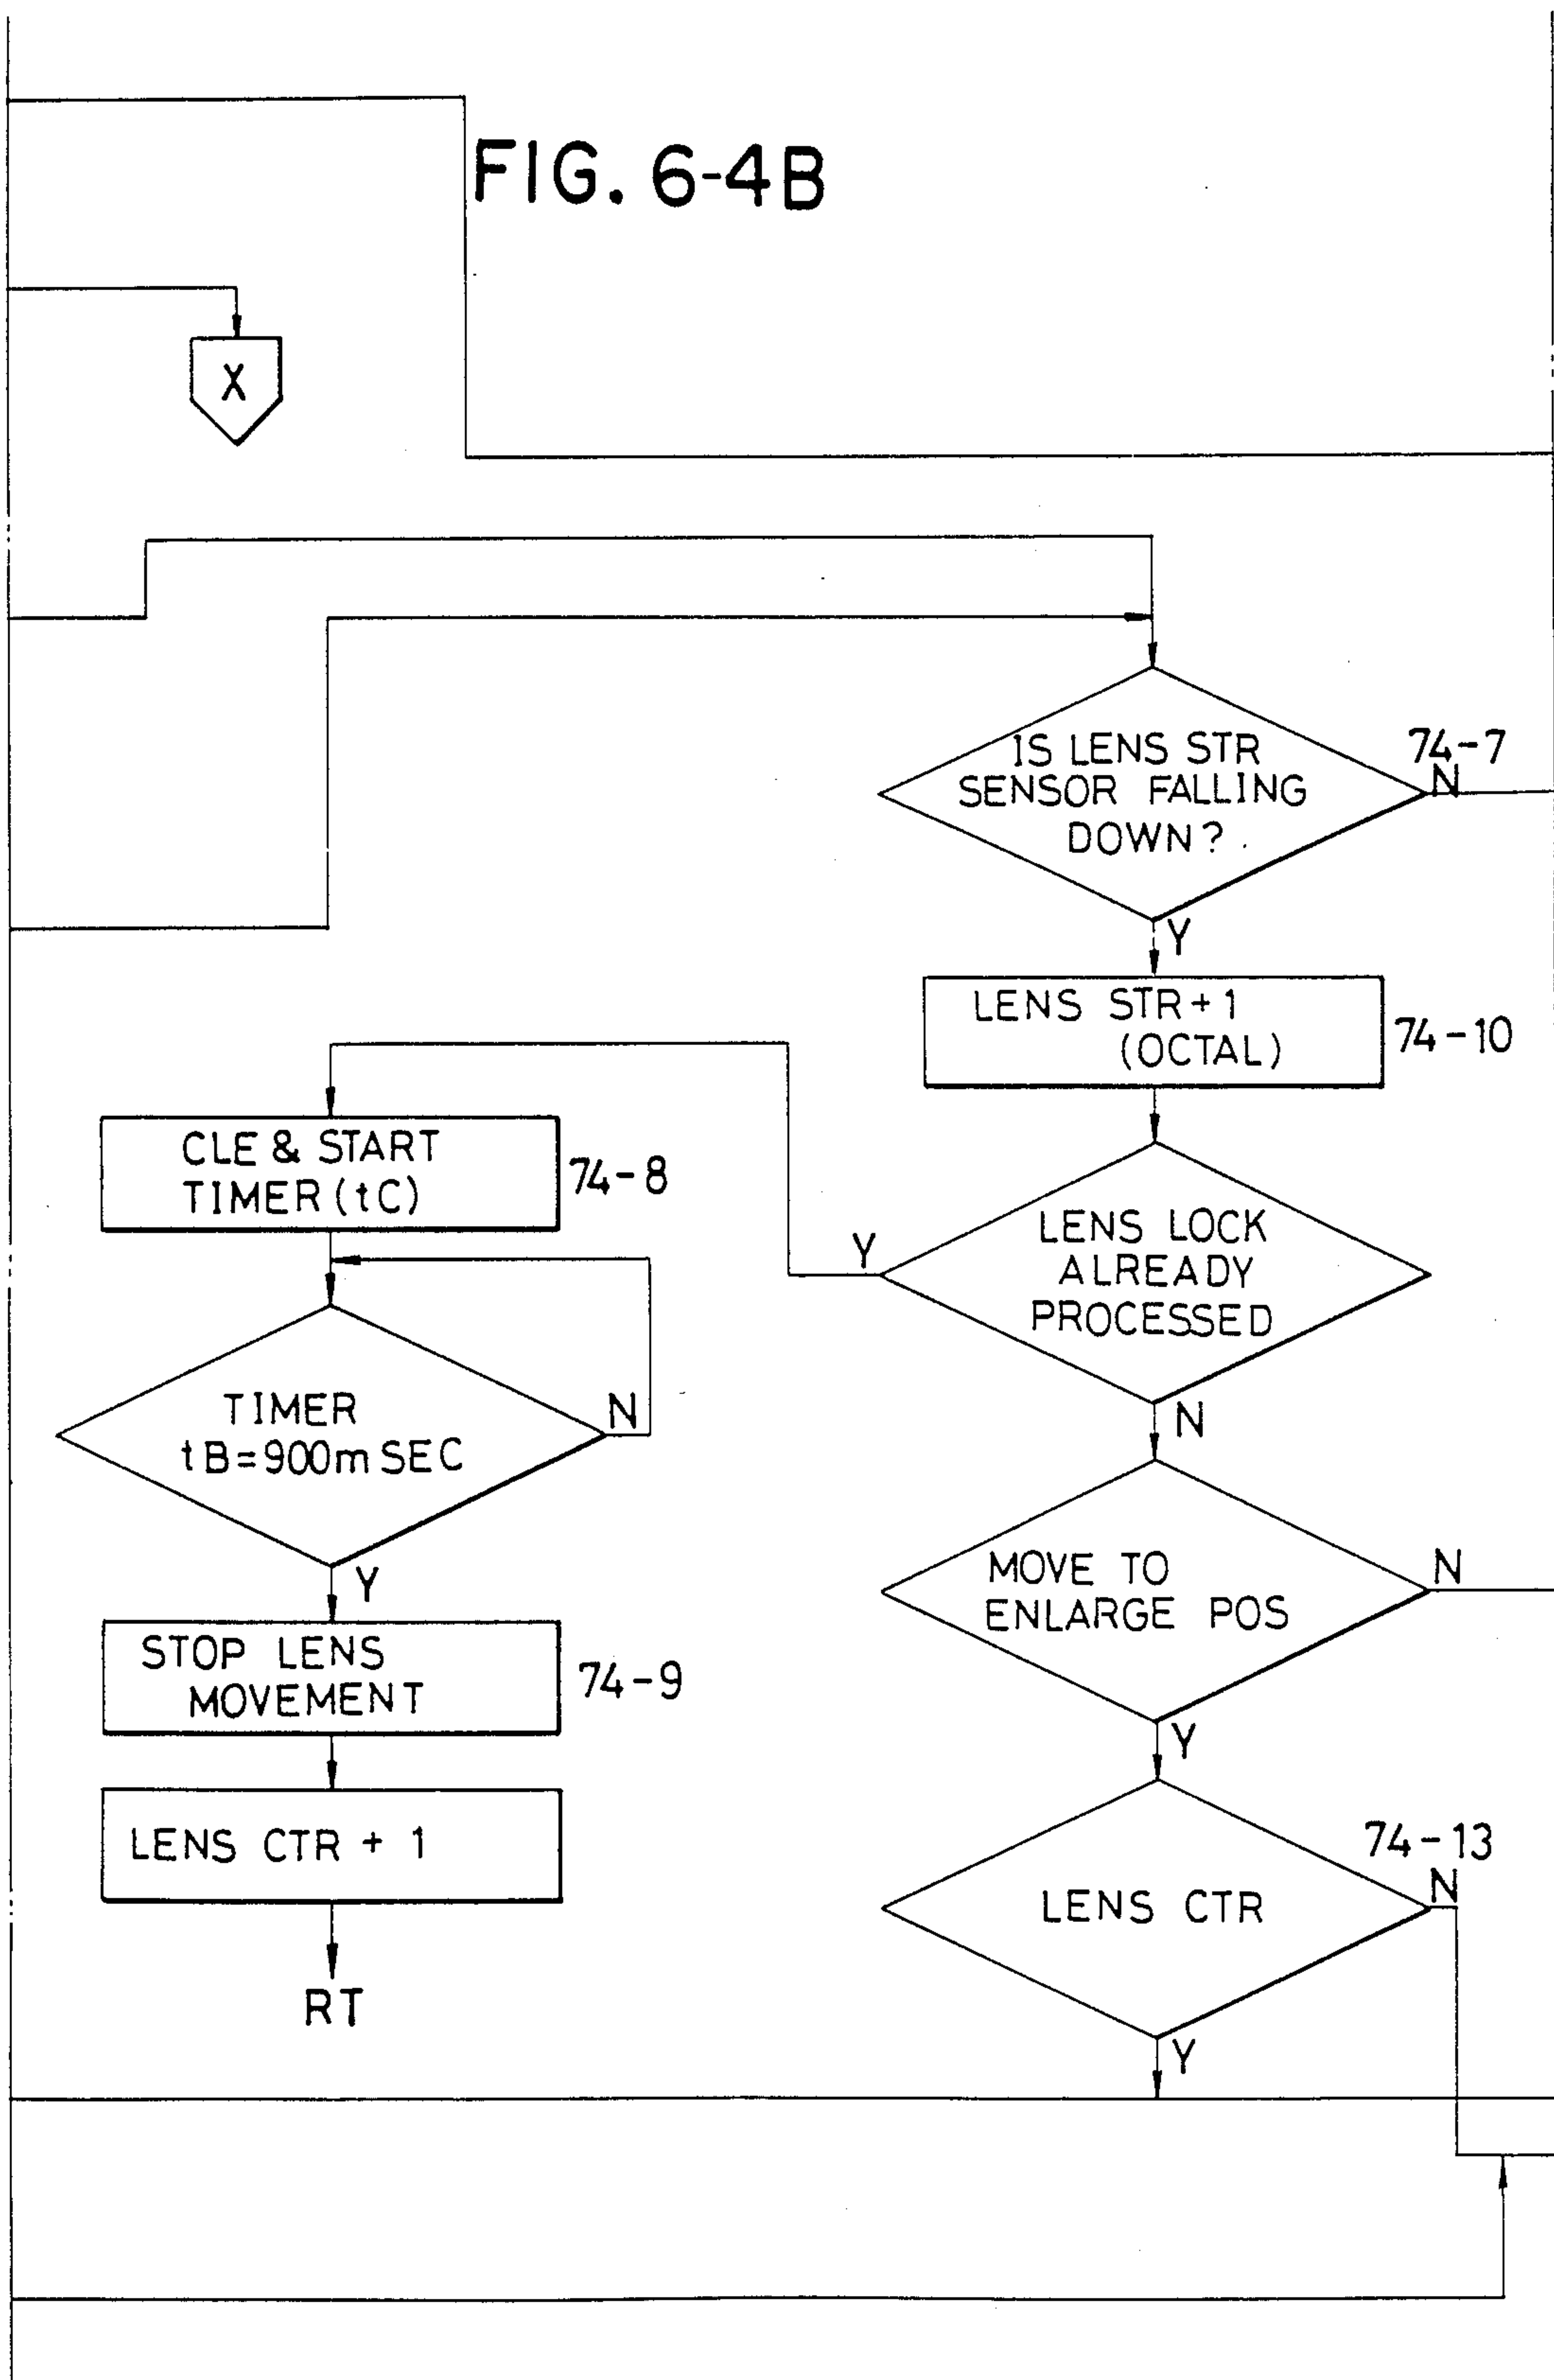 FIG. 6-4B
X
IS LENS STR
SENSOR FALLING
DOWN?
74-7
N
Y
LENS STR+1
(OCTAL)
74-10
CLE & START
TIMER (tC)
74-8
LENS LOCK
ALREADY
PROCESSED
Y
N
TIMER
tB=900mSEC
N
Y
MOVE TO
ENLARGE POS
N
Y
STOP LENS
MOVEMENT
74-9
LENS CTR + 1
RT
74-13
LENS CTR
N
Y